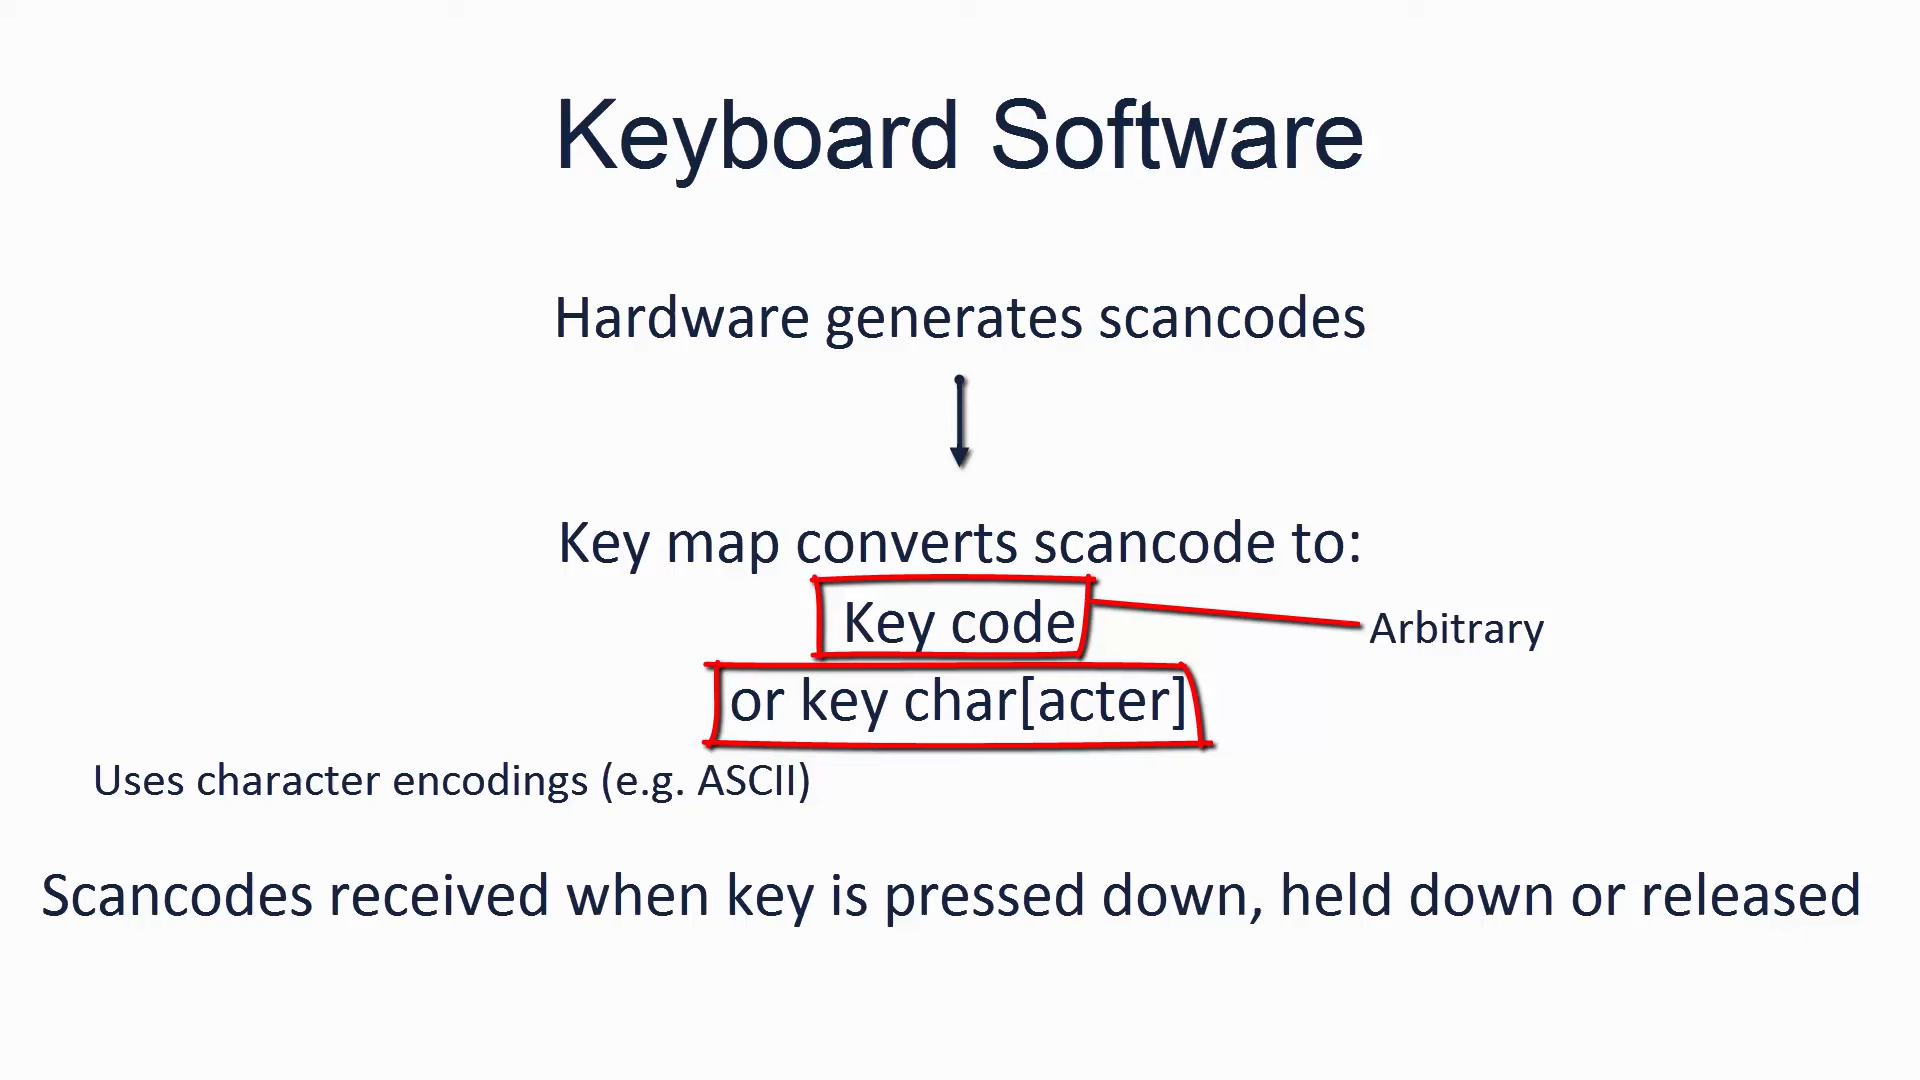 Keyboard Software
Hardware generates scancodes
Key map converts scancode to:
Key code
Arbitrary
or key char[acter]
Uses character encodings (e.g. ASCII)
Scancodes received when key is pressed down, held down or released